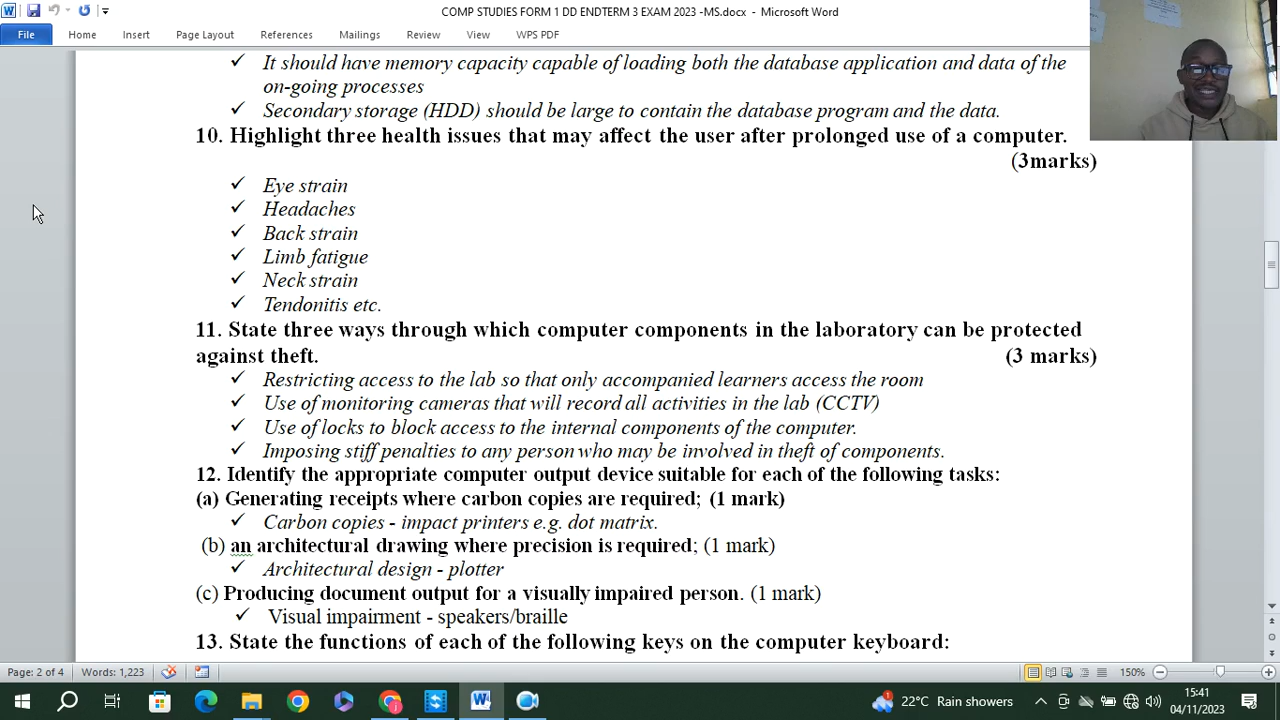 COMP STUDIES FORM 1 DD ENDTERM 3 EXAM 2023 -MS.docx - Microsoft Word
File Home Insert Page Layout References Mailings Review View WPS PDF
It should have memory capacity capable of loading both the database application and data of the
on-going processes
Secondary storage (HDD) should be large to contain the database program and the data.
10. Highlight three health issues that may affect the user after prolonged use of a computer.
(3marks)
Eye strain
Headaches
Back strain
Limb fatigue
Neck strain
Tendonitis etc.
11. State three ways through which computer components in the laboratory can be protected
against theft. (3 marks)
Restricting access to the lab so that only accompanied learners access the room
Use of monitoring cameras that will record all activities in the lab (CCTV)
Use of locks to block access to the internal components of the computer.
Imposing stiff penalties to any person who may be involved in theft of components.
12. Identify the appropriate computer output device suitable for each of the following tasks:
(a) Generating receipts where carbon copies are required; (1 mark)
Carbon copies - impact printers e.g. dot matrix.
(b) an architectural drawing where precision is required; (1 mark)
Architectural design - plotter
(c) Producing document output for a visually impaired person. (1 mark)
Visual impairment - speakers/braille
13. State the functions of each of the following keys on the computer keyboard:
Page: 2 of 4 Words: 1,223 150%
22°C Rain showers 15:41
04/11/2023